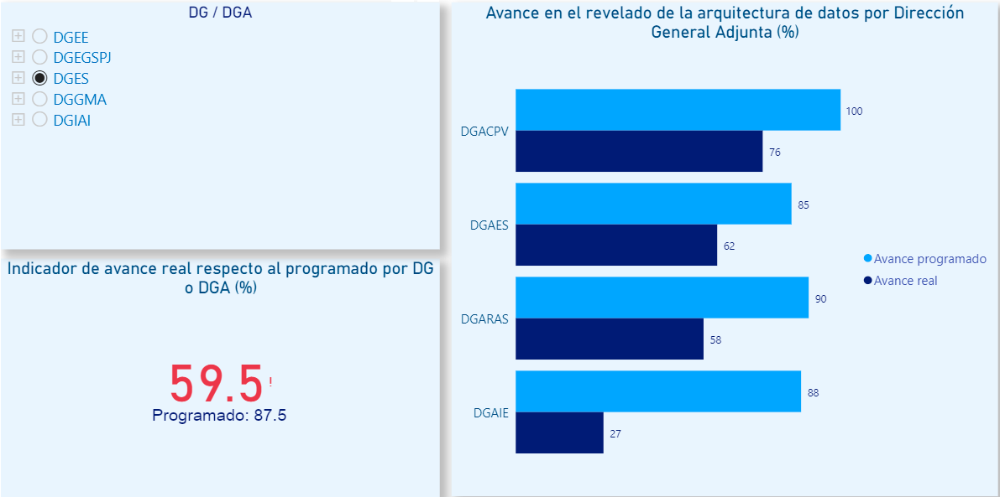 DG / DGA
DGEE
DGEGSPJ
DGES
DGGMA
DGIAI
Indicador de avance real respecto al programado por DG
o DGA (%)
59.5!
Programado: 87.5
Avance en el revelado de la arquitectura de datos por Dirección
General Adjunta (%)
DGACPV
100
76
DGAES
85
62
DGARAS
90
58
DGAIE
88
27
Avance programado
Avance real